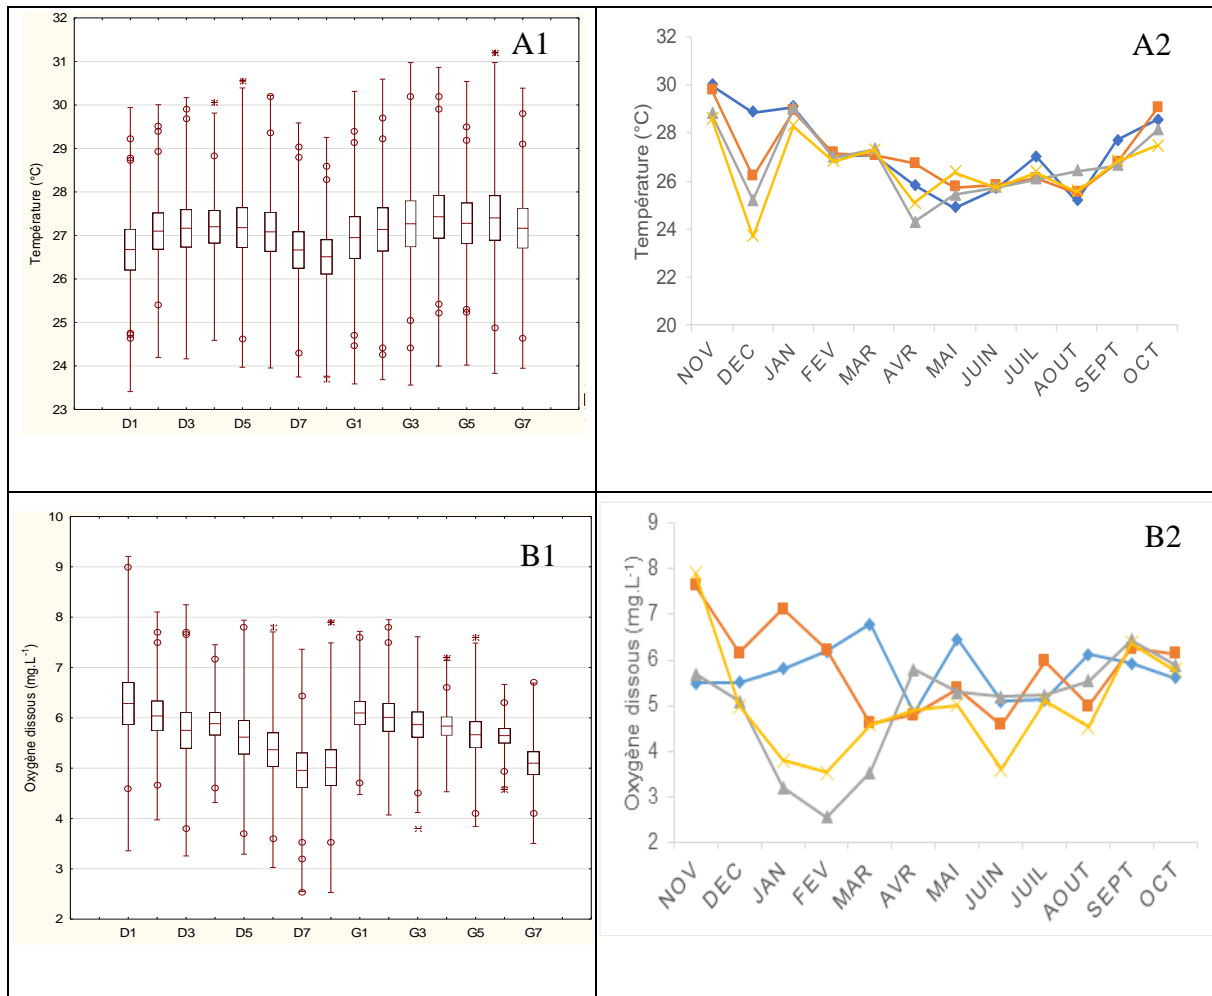 A1
Température (°C)
32
31
30
29
28
27
26
25
24
23
D1 D3 D5 D7 G1 G3 G5 G7
A2
Température (°C)
32
30
28
26
24
22
20
NOV DEC JAN FEV MAR AVR MAI JUIN JUIL AOUT SEPT OCT
B1
Oxygène dissous (mg.L-1)
10
9
8
7
6
5
4
3
2
D1 D3 D5 D7 G1 G3 G5 G7
B2
Oxygène dissous (mg.L-1)
9
8
7
6
5
4
3
2
NOV DEC JAN FEV MAR AVR MAI JUIN JUIL AOUT SEPT OCT